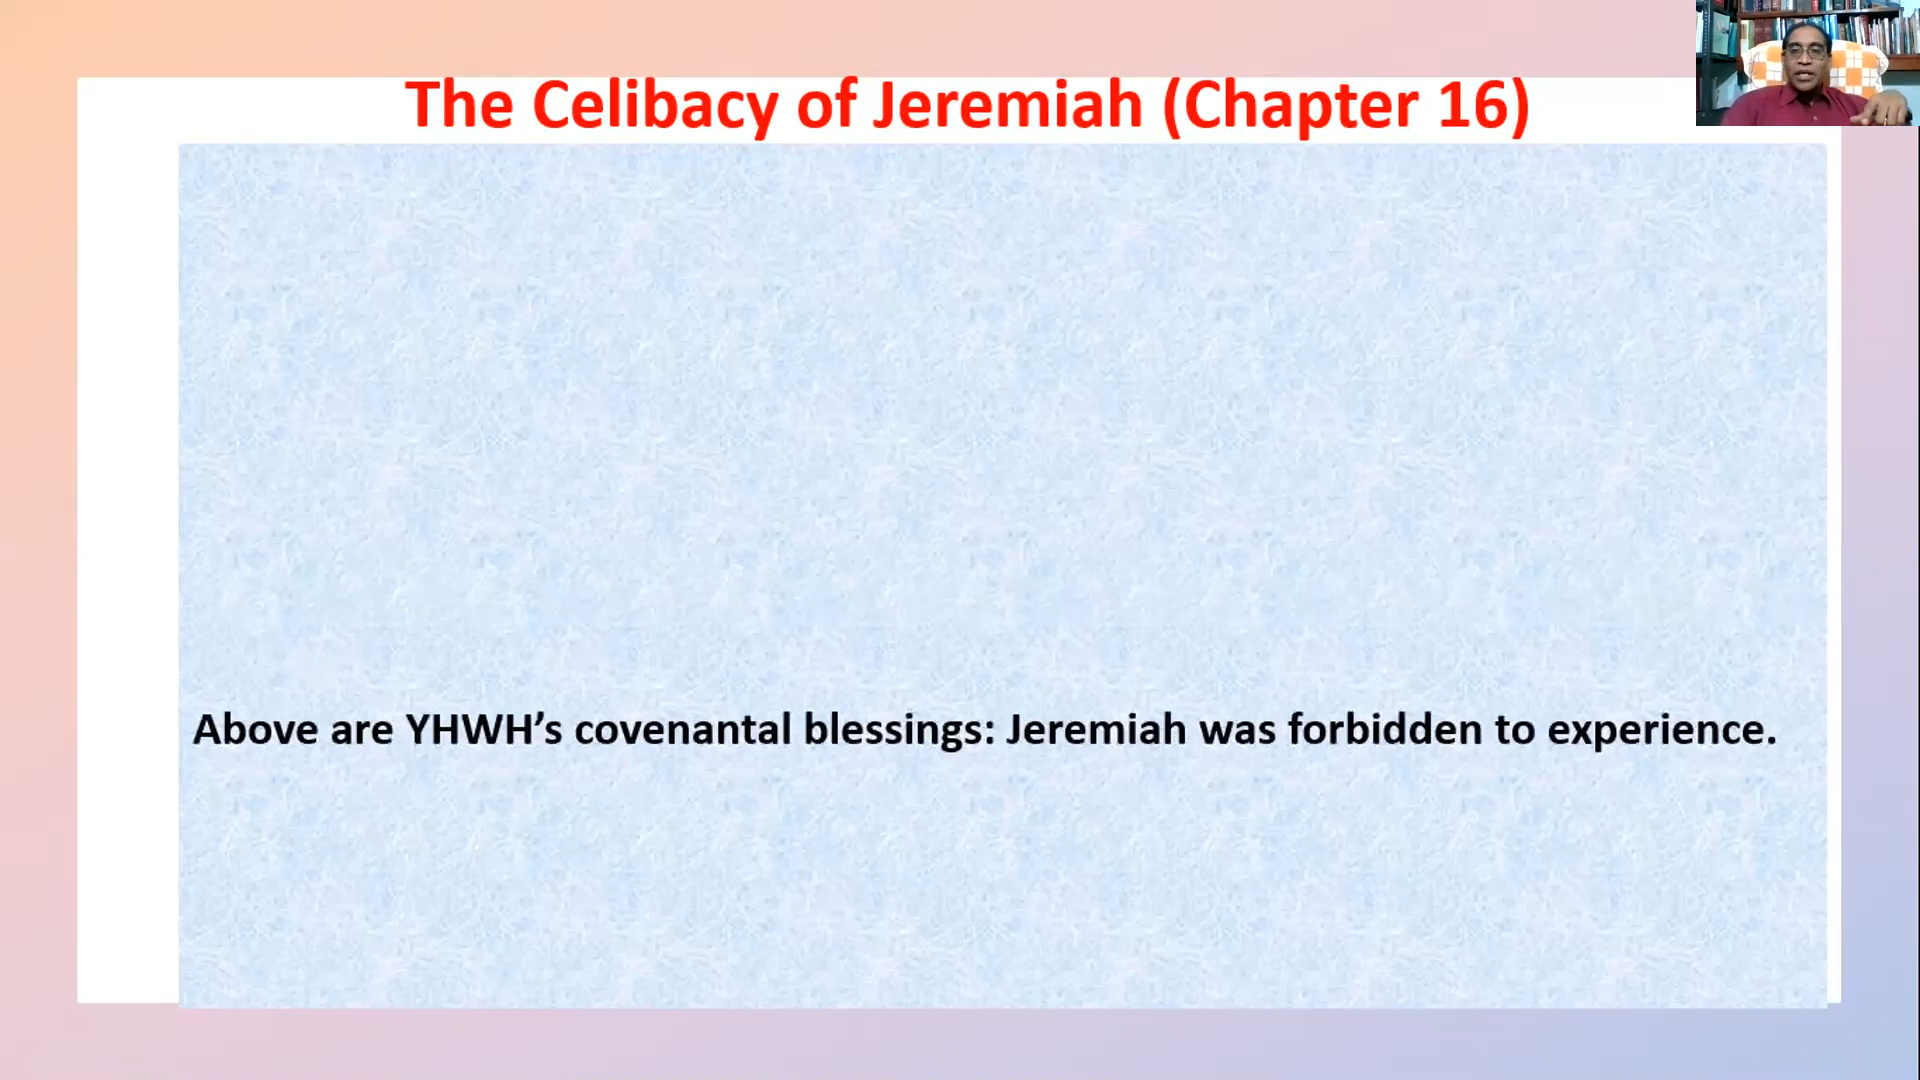 The Celibacy of Jeremiah (Chapter 16)
Above are YHWH’s covenantal blessings: Jeremiah was forbidden to experience.